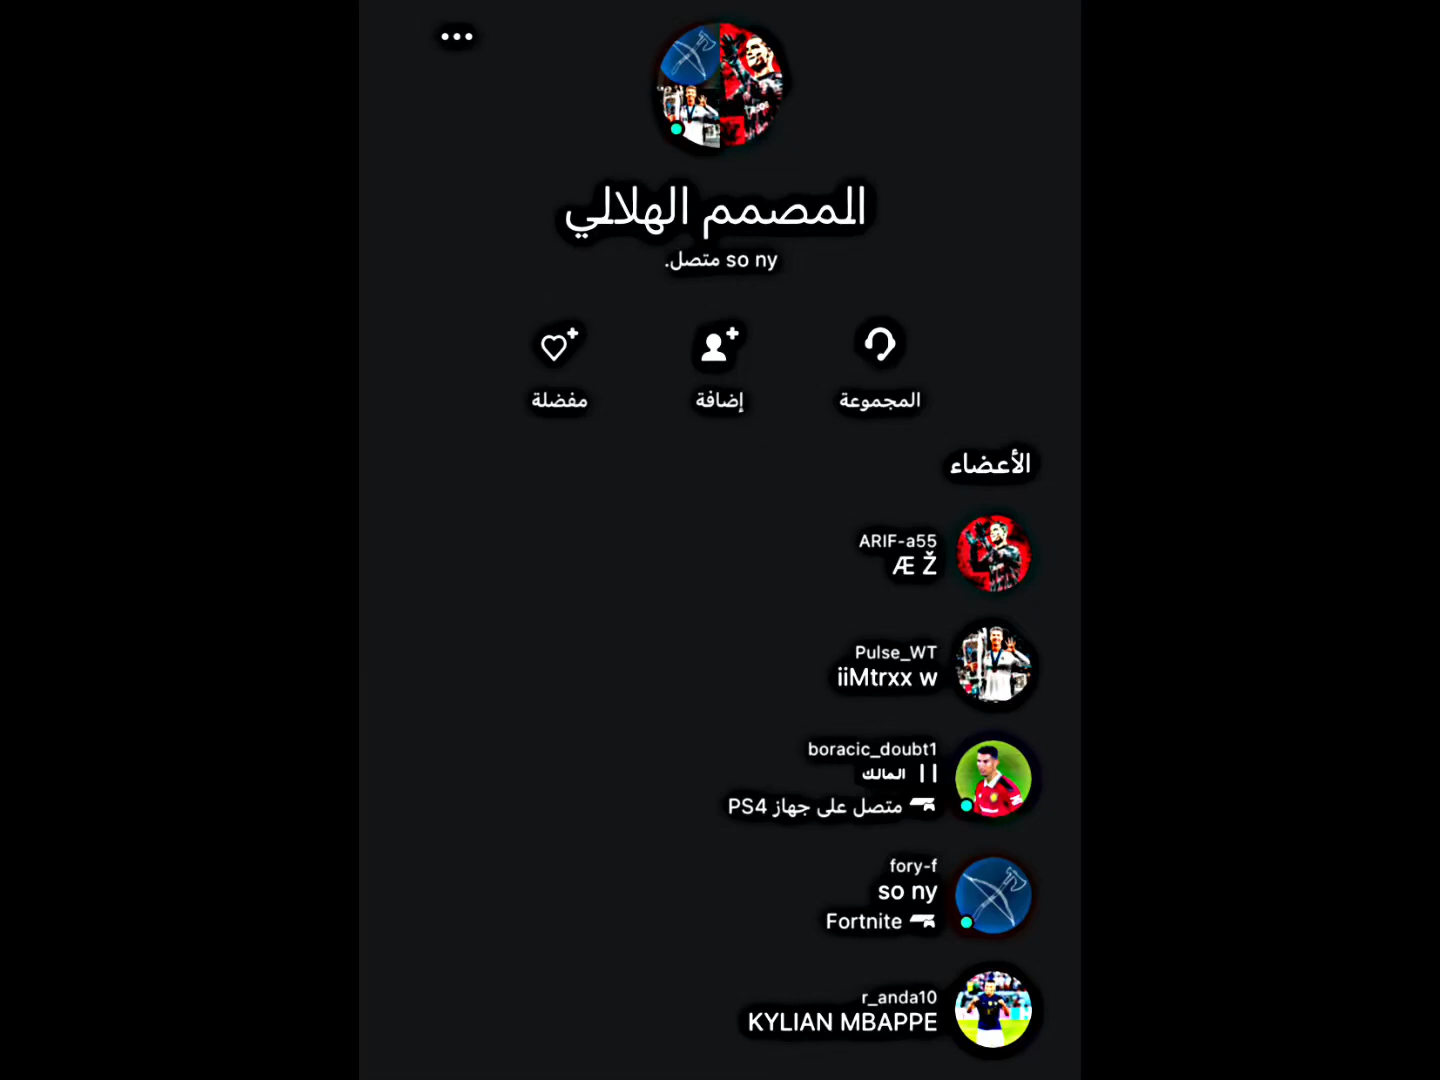 المصمم الهلالي
so ny متصل.
المجموعة
إضافة
مفضلة
الأعضاء
ARIF-a55
Æ Ž
Pulse_WT
iiMtrxx w
boracic_doubt1
| | المالك
متصل على جهاز PS4
fory-f
so ny
Fortnite
r_anda10
KYLIAN MBAPPE